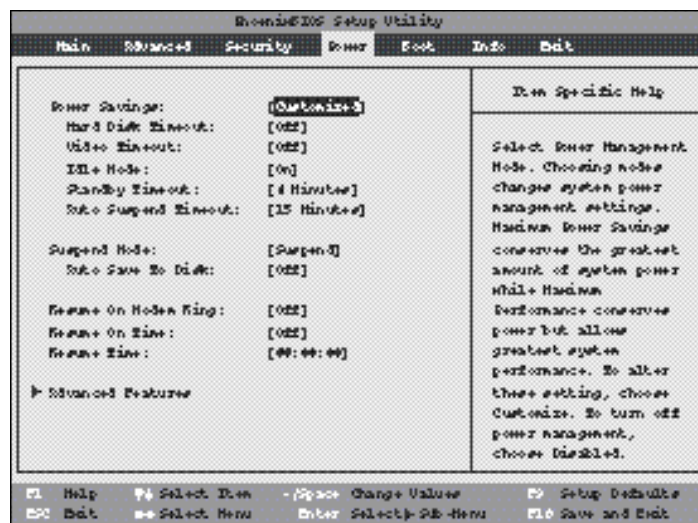 PhoenixBIOS Setup Utility
Main Advanced Security Power Boot Info Exit
Item Specific Help
Power Savings: [Customized]
Hard Disk Timeout: [Off]
Video Timeout: [Off]
Idle Mode: [On]
Standby Timeout: [4 Minutes]
Auto Suspend Timeout: [15 Minutes]
Suspend Mode: [Suspend]
Auto Save To Disk: [Off]
Resume On Modem Ring: [Off]
Resume On Time: [Off]
Resume Time: [00:00:00]
Advanced Features
Select Power Management
Mode. Choosing modes
changes system power
management settings.
Maximum Power Savings
conserves the greatest
amount of system power
while Maximum
Performance conserves
power but allows
greatest system
performance. To alter
these setting, choose
Customize. To turn off
power management,
choose Disabled.
F1 Help ↑↓ Select Item -/Space Change Values F9 Setup Defaults
ESC Exit ←→ Select Menu Enter Select ▶ Sub-Menu F10 Save and Exit